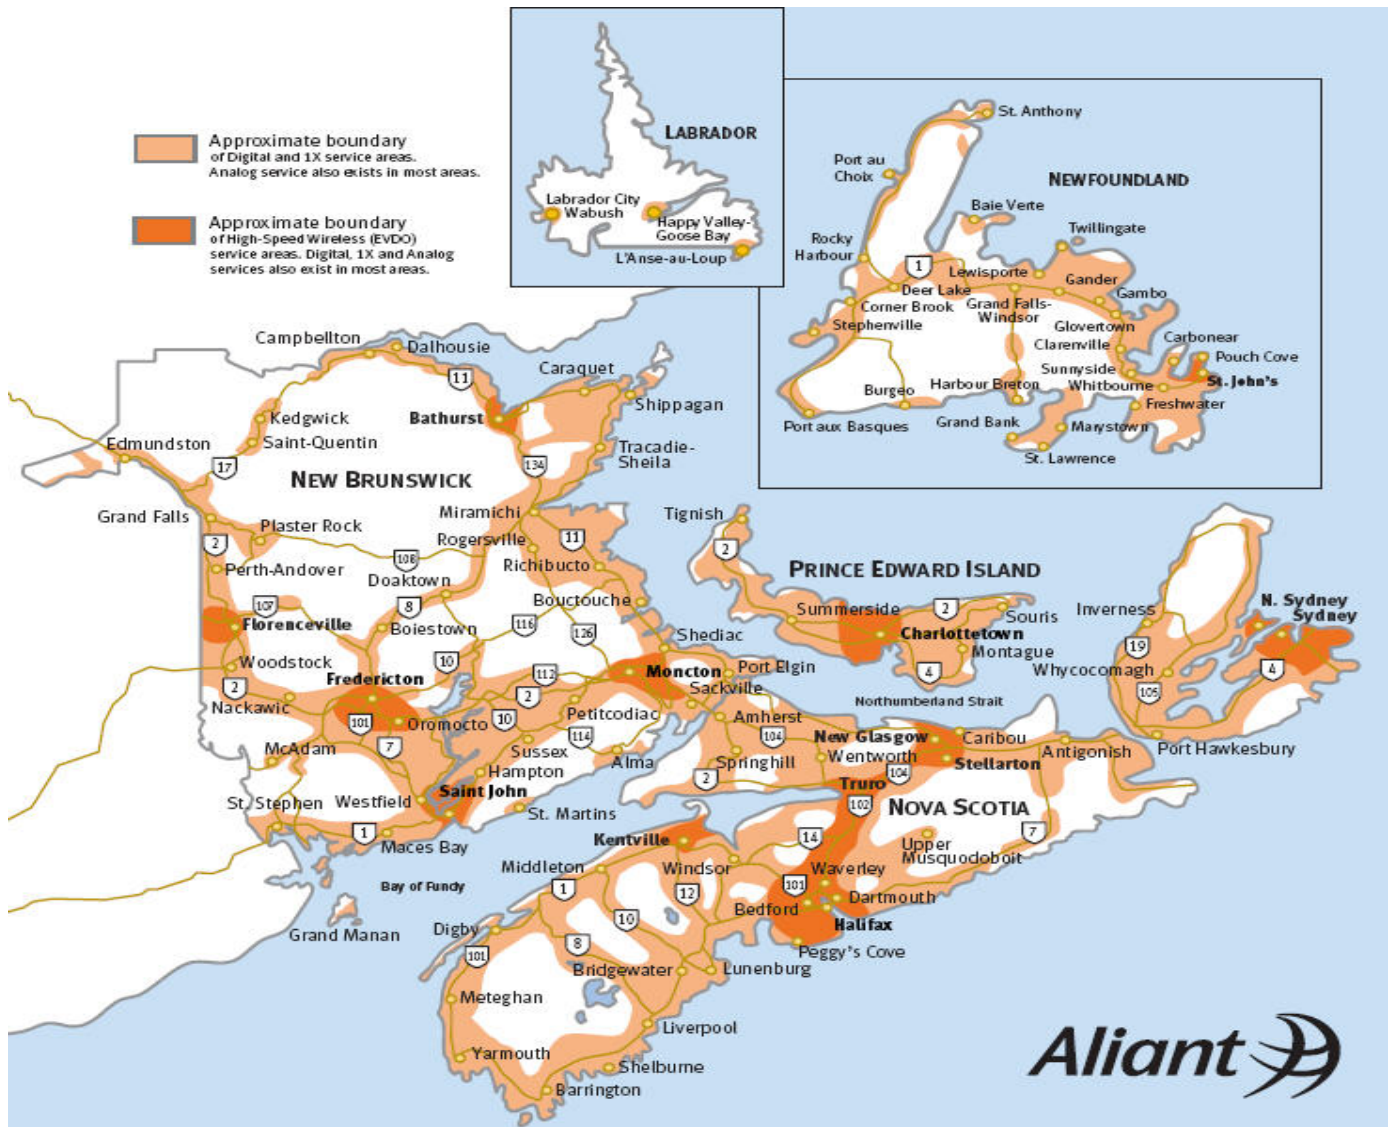 Approximate boundary
of Digital and 1X service areas.
Analog service also exists in most areas.
Approximate boundary
of High-Speed Wireless (EVDO)
service areas. Digital, 1X and Analog
services also exist in most areas.
LABRADOR
Labrador City
Wabush
Happy Valley-
Goose Bay
L'Anse-au-Loup
NEWFOUNDLAND
St. Anthony
Port au
Choix
Baie Verte
Twillingate
Rocky
Harbour
1
Lewisporte
Gander
Deer Lake
Gambo
Corner Brook
Grand Falls-
Windsor
Stephenville
Glovertown
Carbonear
Clarenville
Pouch Cove
Sunnyside
St. John's
Burgeo
Harbour Breton
Whitbourne
Freshwater
Port aux Basques
Grand Bank
Marystown
St. Lawrence
NEW BRUNSWICK
Campbellton
Dalhousie
11
Caraquet
Shippagan
Bathurst
Kedgwick
Saint-Quentin
Edmundston
17
134
Tracadie-
Sheila
Grand Falls
Miramichi
Plaster Rock
2
Rogersville
11
108
Perth-Andover
Doaktown
Richibucto
107
8
Bouctouche
Florenceville
Boiestown
116
126
Shediac
Woodstock
10
112
Moncton
Port Elgin
Fredericton
2
2
Sackville
Nackawic
101
Oromocto
10
Petitcodiac
114
McAdam
7
Sussex
Alma
Hampton
Saint John
St. Stephen
Westfield
St. Martins
1
Maces Bay
Bay of Fundy
Grand Manan
PRINCE EDWARD ISLAND
Tignish
2
Summerside
2
Souris
Charlottetown
Montague
4
Northumberland Strait
NOVA SCOTIA
N. Sydney
Sydney
Inverness
19
Whycocomagh
4
105
Port Hawkesbury
Amherst
104
New Glasgow
Caribou
Antigonish
Springhill
Wentworth
Stellarton
2
104
Truro
102
7
Kentville
14
Upper
Musquodoboit
Middleton
Windsor
Waverley
1
12
101
Dartmouth
Bedford
10
Halifax
Digby
8
Peggy's Cove
101
Bridgewater
Lunenburg
Meteghan
Liverpool
Yarmouth
Shelburne
Barrington
Aliant